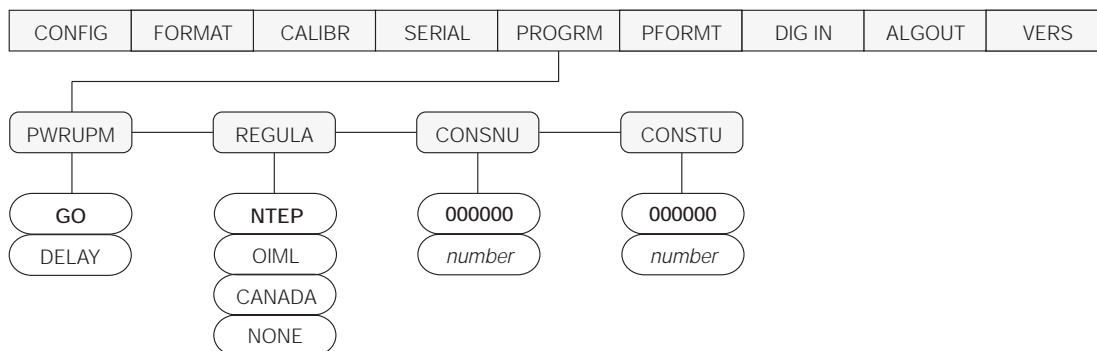 CONFIG FORMAT CALIBR SERIAL PROGRM PFORMT DIG IN ALGOUT VERS
PWRUPM REGULA CONSNU CONSTU
GO NTEP 000000 000000
DELAY OIML number number
CANADA
NONE